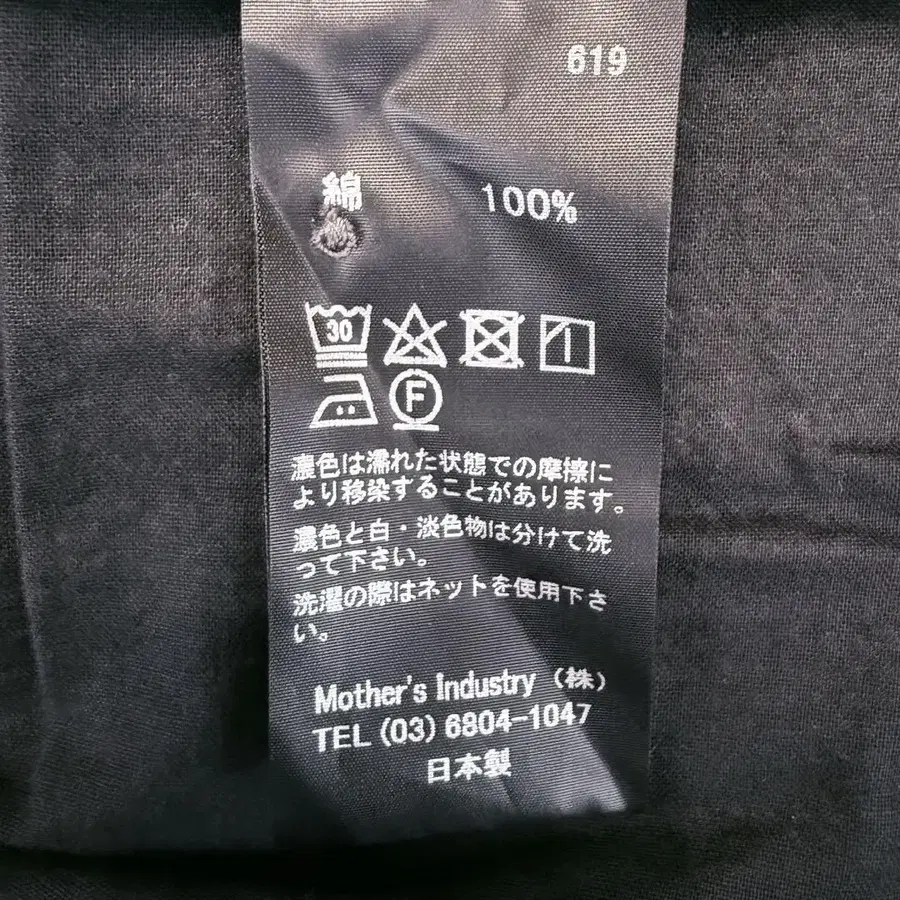 619
綿 100%
30
F
濃色は濡れた状態での摩擦に
より移染することがあります。
濃色と白・淡色物は分けて洗
って下さい。
洗濯の際はネットを使用下さ
い。
Mother's Industry （株）
TEL (03) 6804-1047
日本製